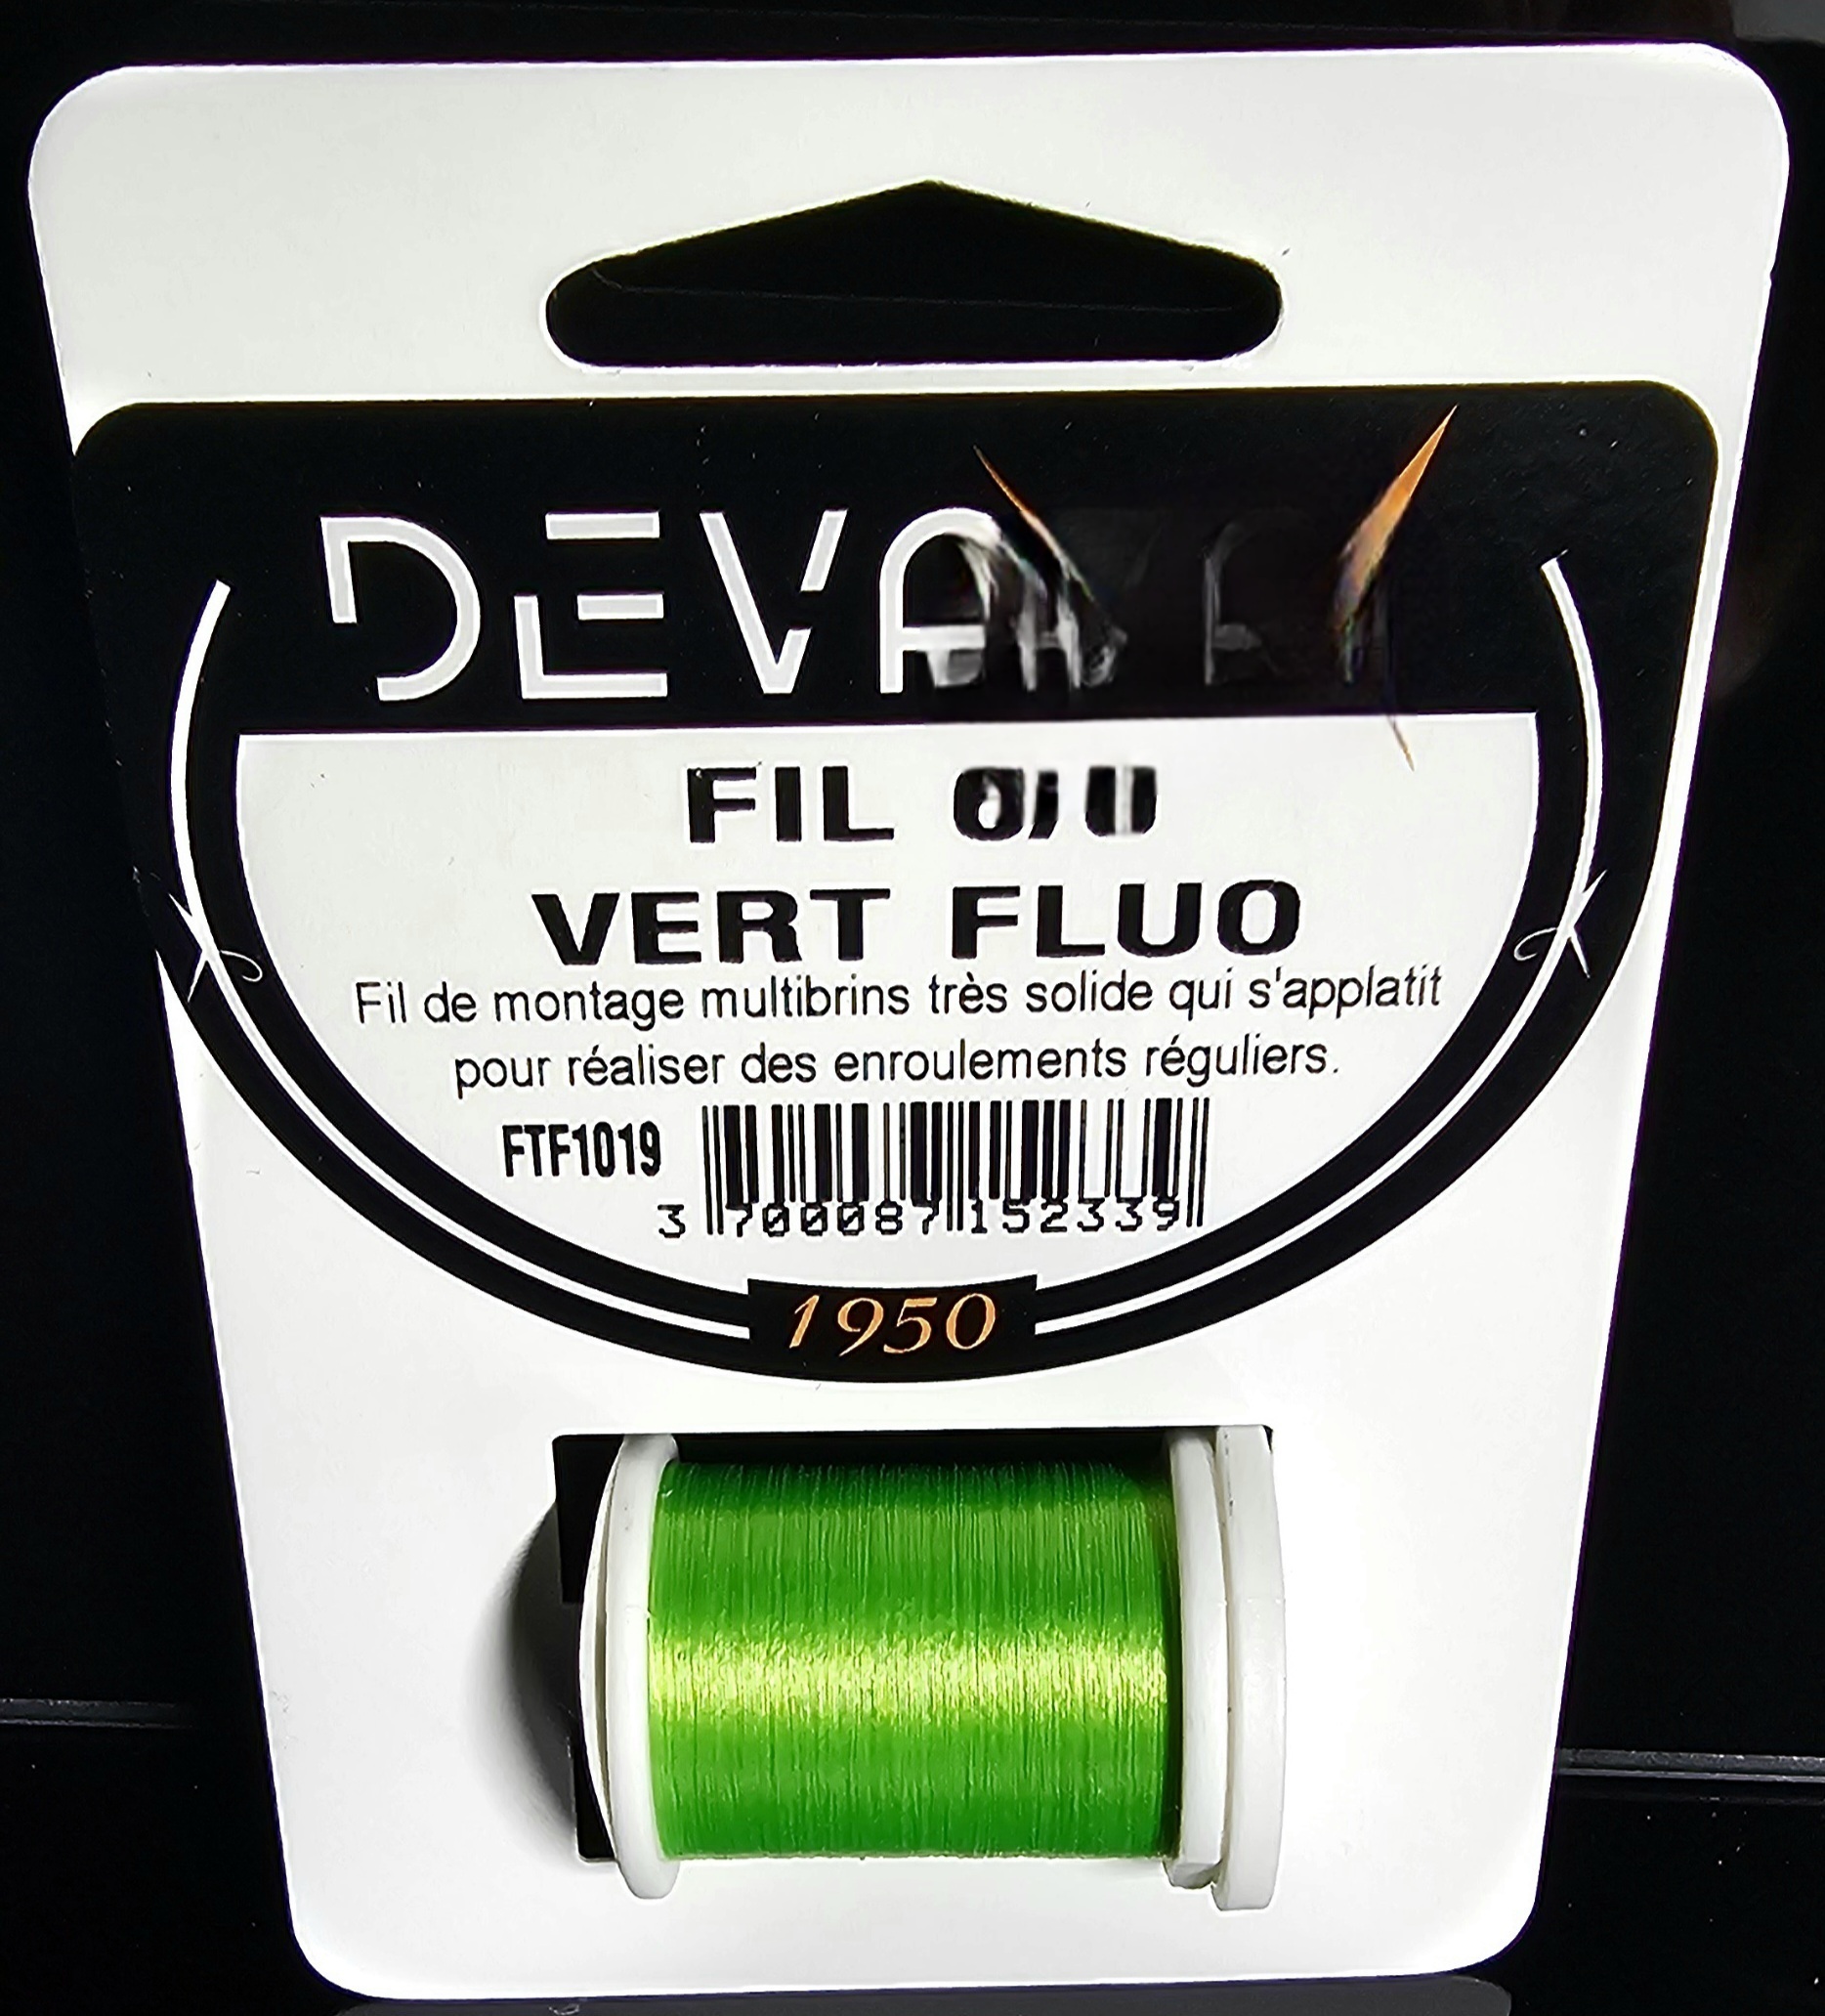 FIL
VERT FLUO
Fil de montage multibrins très solide qui s'applatit
pour réaliser des enroulements réguliers.
FTF1019
3 700087 152339
1950